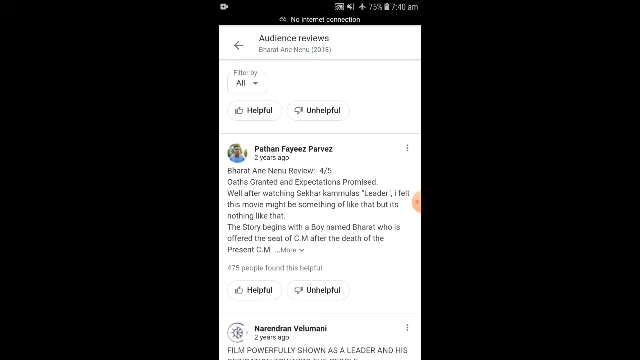 75% 7:40 am
No internet connection
Audience reviews
Bharat Ane Nenu (2018)
Filter by
All
Helpful Unhelpful
Pathan Fayeez Parvez
2 years ago
Bharat Ane Nenu Review:- 4/5
Oaths Granted and Expectations Promised.
Well after watching Sekhar kammulas "Leader", i felt
this movie might be something of like that but its
nothing like that.
The Story begins with a Boy named Bharat who is
offered the seat of C.M after the death of the
Present C.M ...More
475 people found this helpful
Helpful Unhelpful
Narendran Velumani
2 years ago
FILM POWERFULLY SHOWN AS A LEADER AND HIS